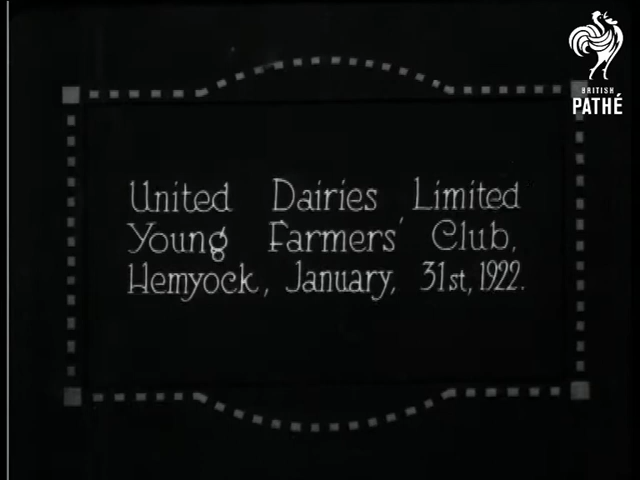 BRITISH
PATHÉ
United Dairies Limited
Young Farmers' Club,
Hemyock, January, 31st, 1922.